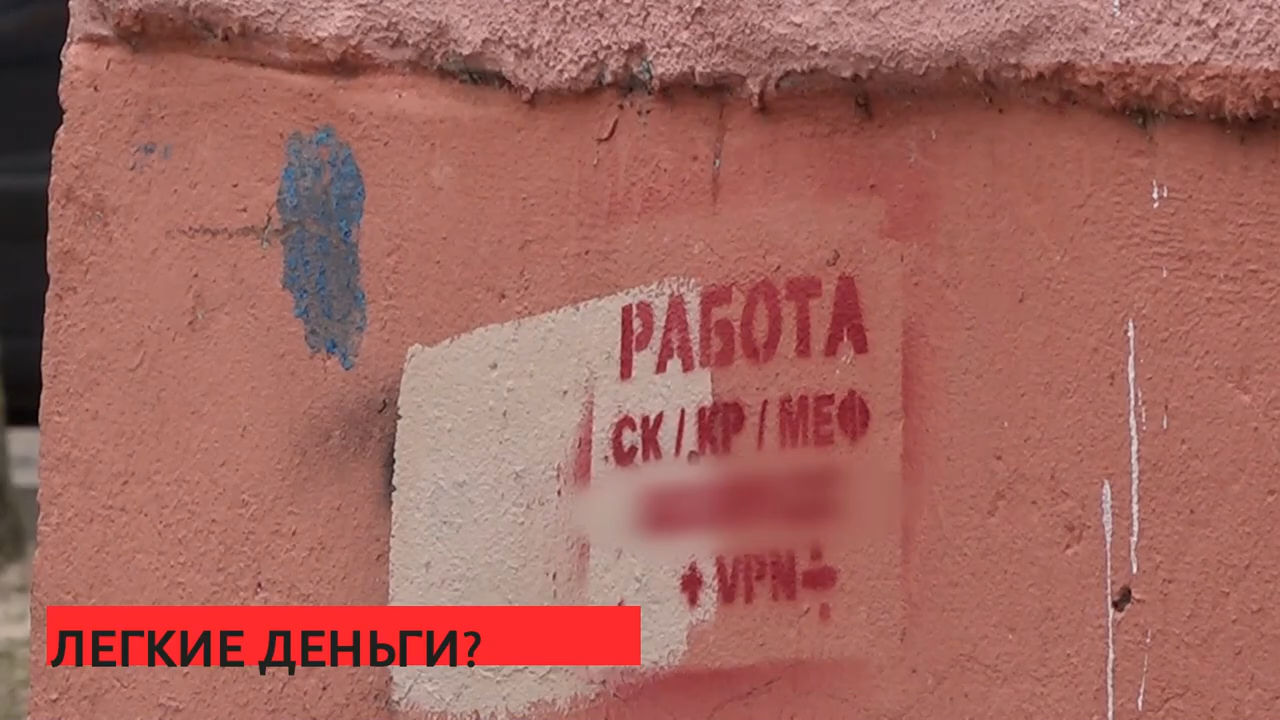 РАБОТА
СК / КР / МЕФ
+ VPN +
ЛЕГКИЕ ДЕНЬГИ?